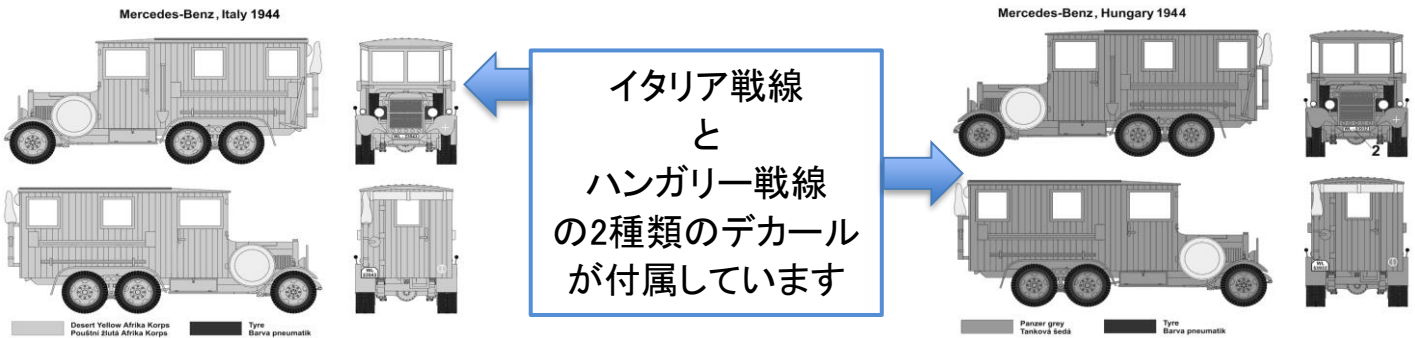 Mercedes-Benz, Italy 1944
Desert Yellow Afrika Korps
Pouštní žlutá Afrika Korps
Tyre
Barva pneumatik
イタリア戦線
と
ハンガリー戦線
の2種類のデカール
が付属しています
Mercedes-Benz, Hungary 1944
2
Panzer grey
Tanková šedá
Tyre
Barva pneumatik